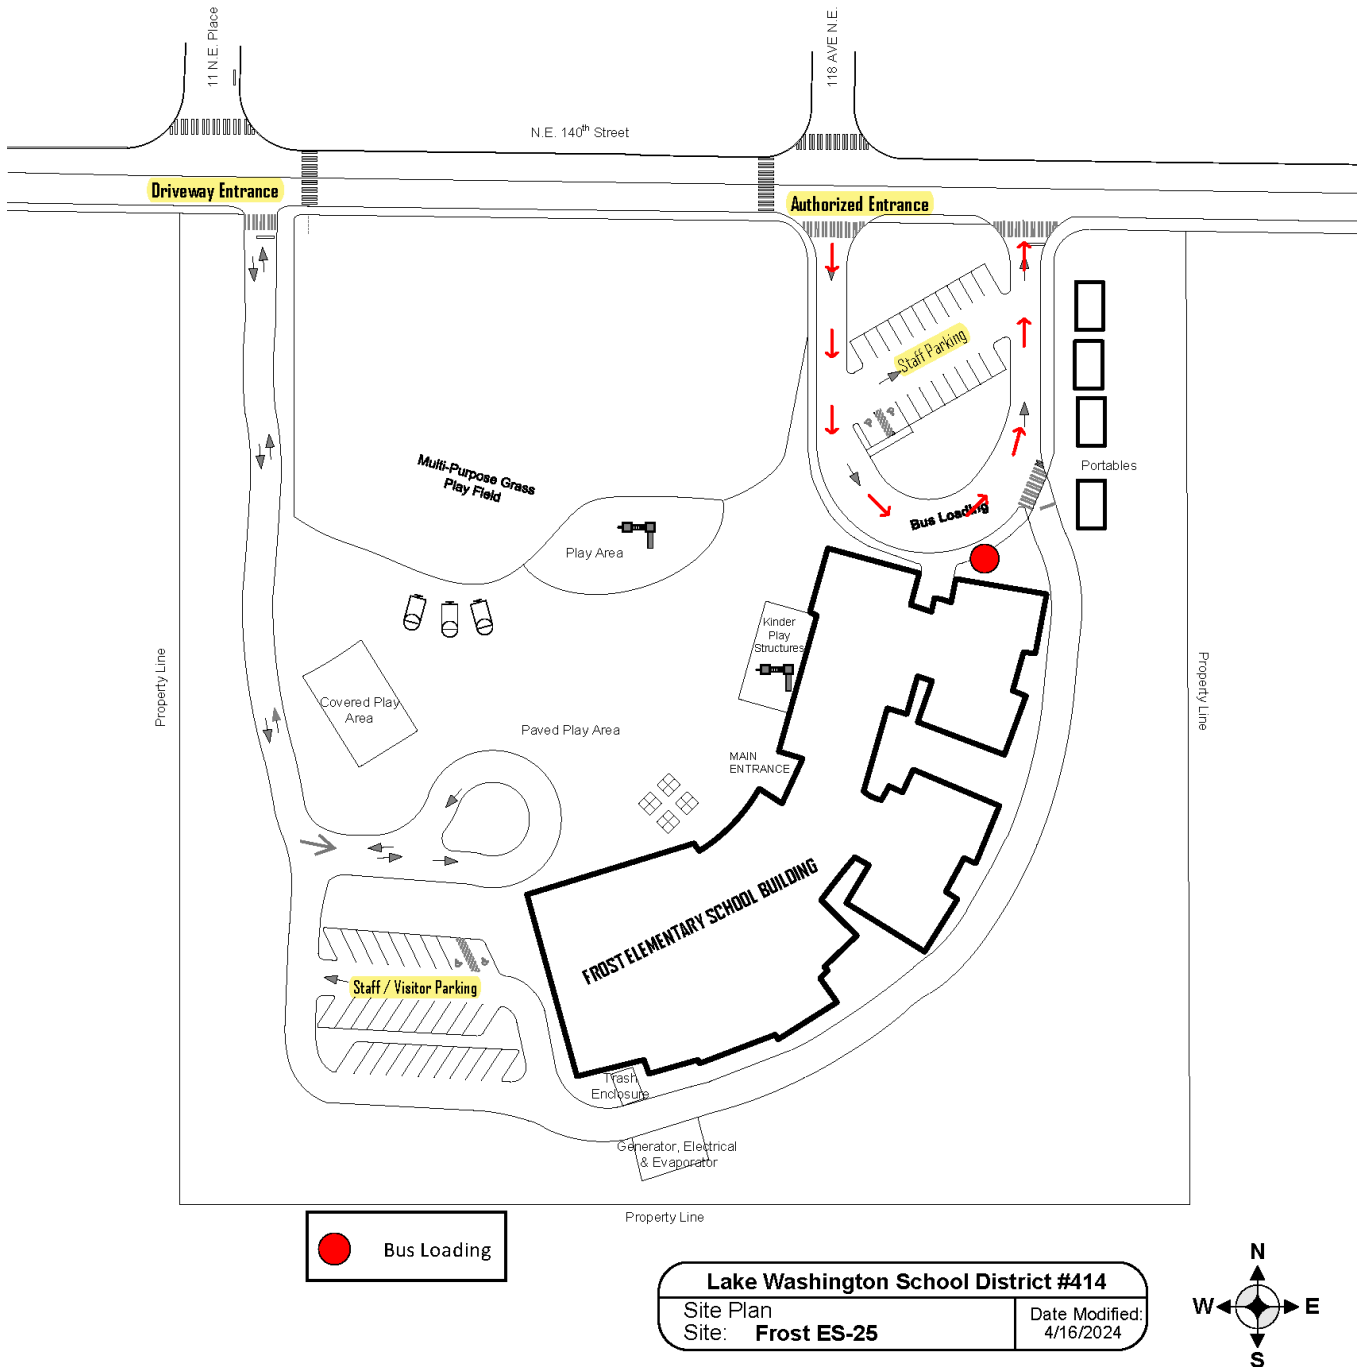 11 N.E. Place
118 AVE N.E.
N.E. 140th Street
Driveway Entrance
Authorized Entrance
Staff Parking
Multi-Purpose Grass
Play Field
Portables
Bus Loading
Play Area
Kinder
Play
Structures
Property Line
Property Line
Covered Play
Area
Paved Play Area
MAIN
ENTRANCE
FROST ELEMENTARY SCHOOL BUILDING
Staff / Visitor Parking
Trash
Enclosure
Generator, Electrical
& Evaporator
Property Line
Bus Loading
Lake Washington School District #414
Site Plan
Site: Frost ES-25
Date Modified:
4/16/2024
N
W
E
S